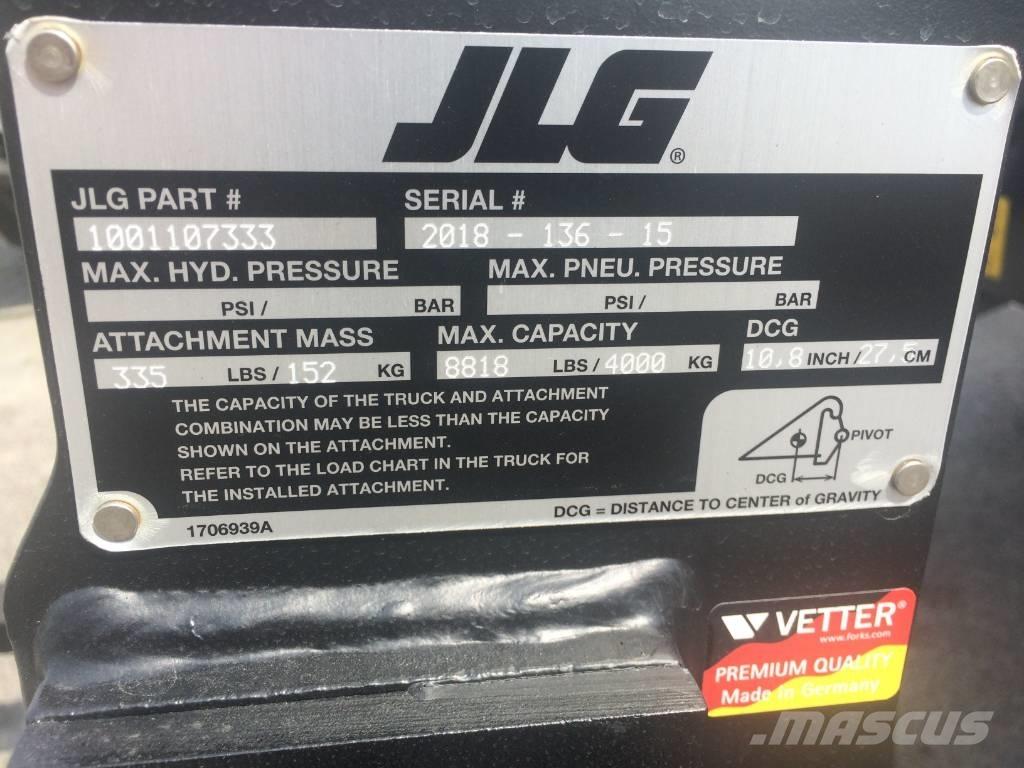 JLG®
JLG PART # SERIAL #
1001107333 2018 - 136 - 15
MAX. HYD. PRESSURE MAX. PNEU. PRESSURE
PSI / BAR PSI / BAR
ATTACHMENT MASS MAX. CAPACITY DCG
335 LBS / 152 KG 8818 LBS / 4000 KG 10,8 INCH / 27,5 CM
THE CAPACITY OF THE TRUCK AND ATTACHMENT
COMBINATION MAY BE LESS THAN THE CAPACITY
SHOWN ON THE ATTACHMENT.
REFER TO THE LOAD CHART IN THE TRUCK FOR
THE INSTALLED ATTACHMENT.
PIVOT
DCG
DCG = DISTANCE TO CENTER of GRAVITY
1706939A
VETTER®
www.forks.com
PREMIUM QUALITY
Made in Germany
MASCUS